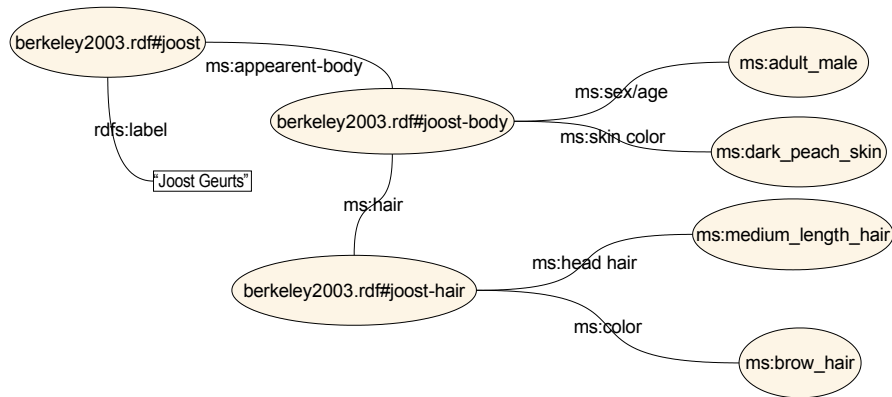 berkeley2003.rdf#joost
ms:appearent-body
ms:adult_male
ms:sex/age
berkeley2003.rdf#joost-body
rdfs:label
ms:skin color
ms:dark_peach_skin
“Joost Geurts”
ms:hair
ms:medium_length_hair
ms:head hair
berkeley2003.rdf#joost-hair
ms:color
ms:brow_hair